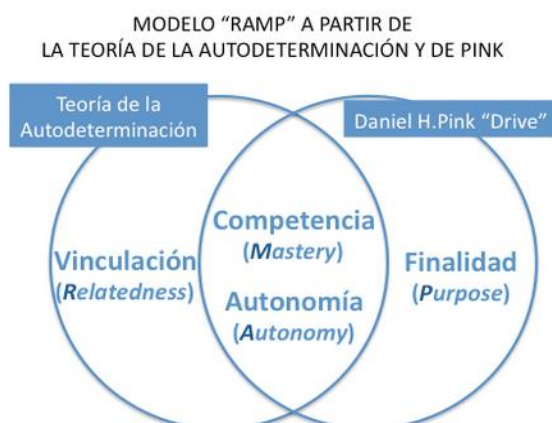 MODELO “RAMP” A PARTIR DE
LA TEORÍA DE LA AUTODETERMINACIÓN Y DE PINK
Teoría de la
Autodeterminación
Daniel H.Pink “Drive”
Vinculación
(Relatedness)
Competencia
(Mastery)
Autonomía
(Autonomy)
Finalidad
(Purpose)